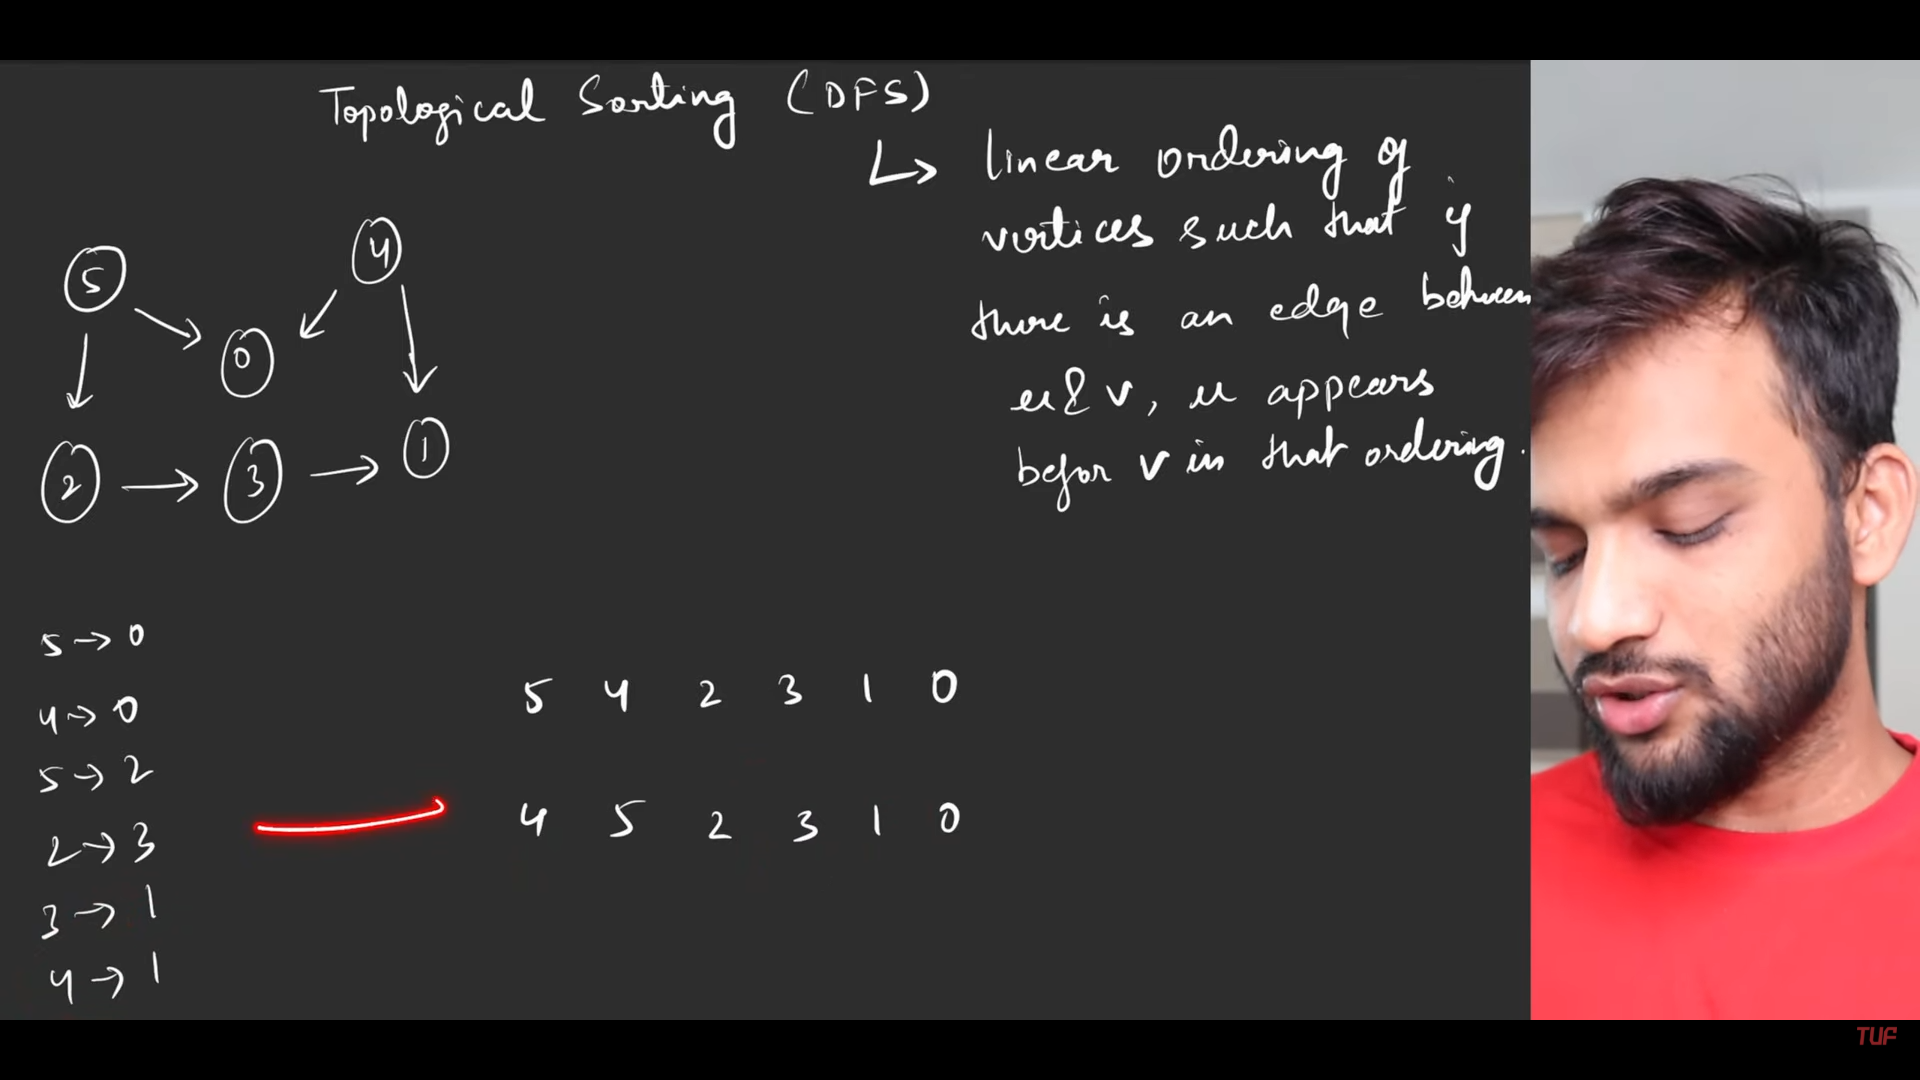 Topological Sorting (DFS)
↳ linear ordering of
vertices such that if
there is an edge between
u & v, u appears
befor v in that ordering.
5 4
0
2 → 3 → 1
5 → 0
4 → 0
5 → 2
2 → 3
3 → 1
4 → 1
5 4 2 3 1 0
4 5 2 3 1 0
TUF